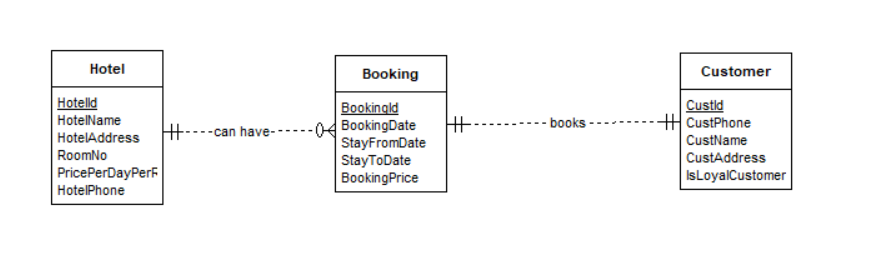 Hotel
HotelId
HotelName
HotelAddress
RoomNo
PricePerDayPerR
HotelPhone
can have
Booking
BookingId
BookingDate
StayFromDate
StayToDate
BookingPrice
books
Customer
CustId
CustPhone
CustName
CustAddress
IsLoyalCustomer